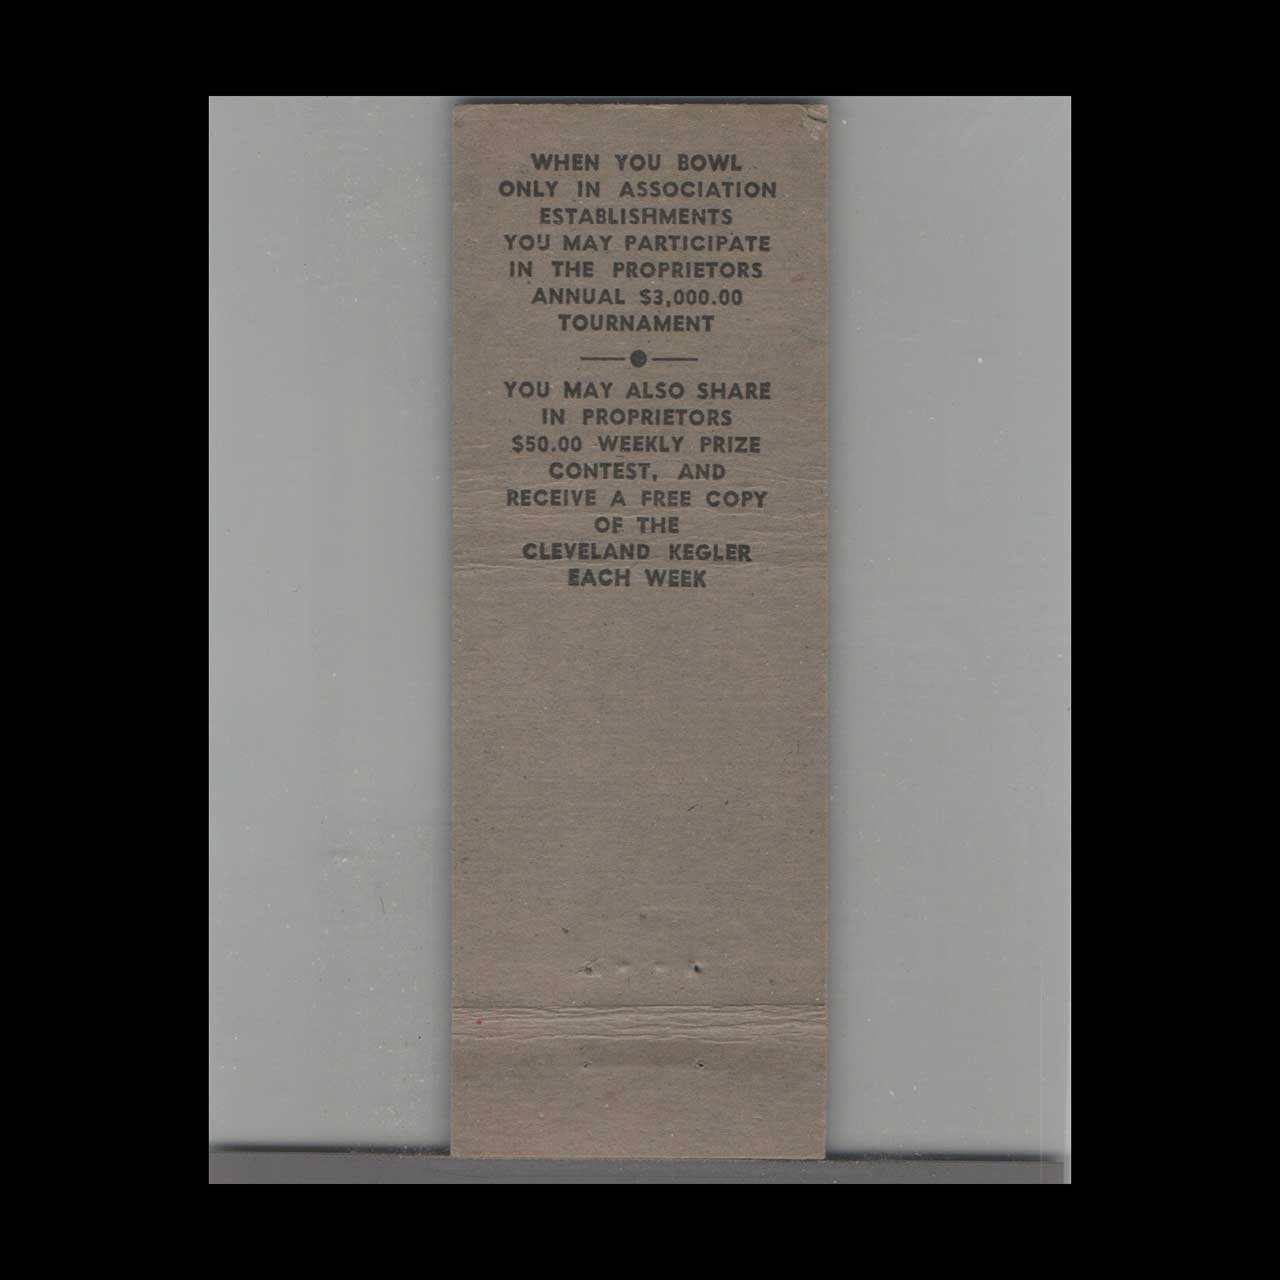 WHEN YOU BOWL
ONLY IN ASSOCIATION
ESTABLISHMENTS
YOU MAY PARTICIPATE
IN THE PROPRIETORS
ANNUAL $3,000.00
TOURNAMENT
YOU MAY ALSO SHARE
IN PROPRIETORS
$50.00 WEEKLY PRIZE
CONTEST, AND
RECEIVE A FREE COPY
OF THE
CLEVELAND KEGLER
EACH WEEK